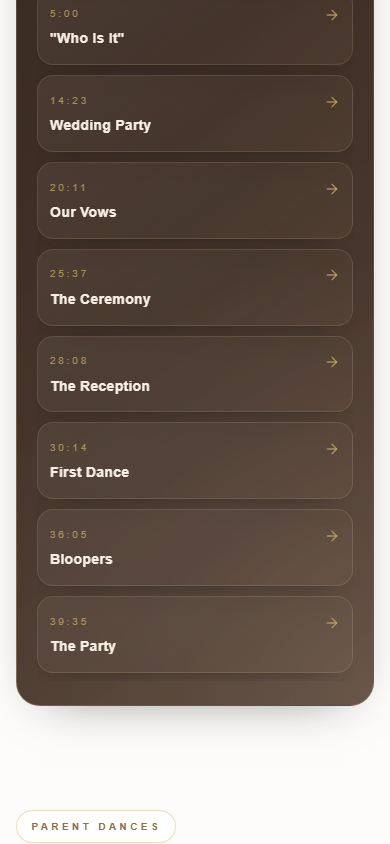 5:00
"Who Is It"
14:23
Wedding Party
20:11
Our Vows
25:37
The Ceremony
28:08
The Reception
30:14
First Dance
36:05
Bloopers
39:35
The Party
PARENT DANCES